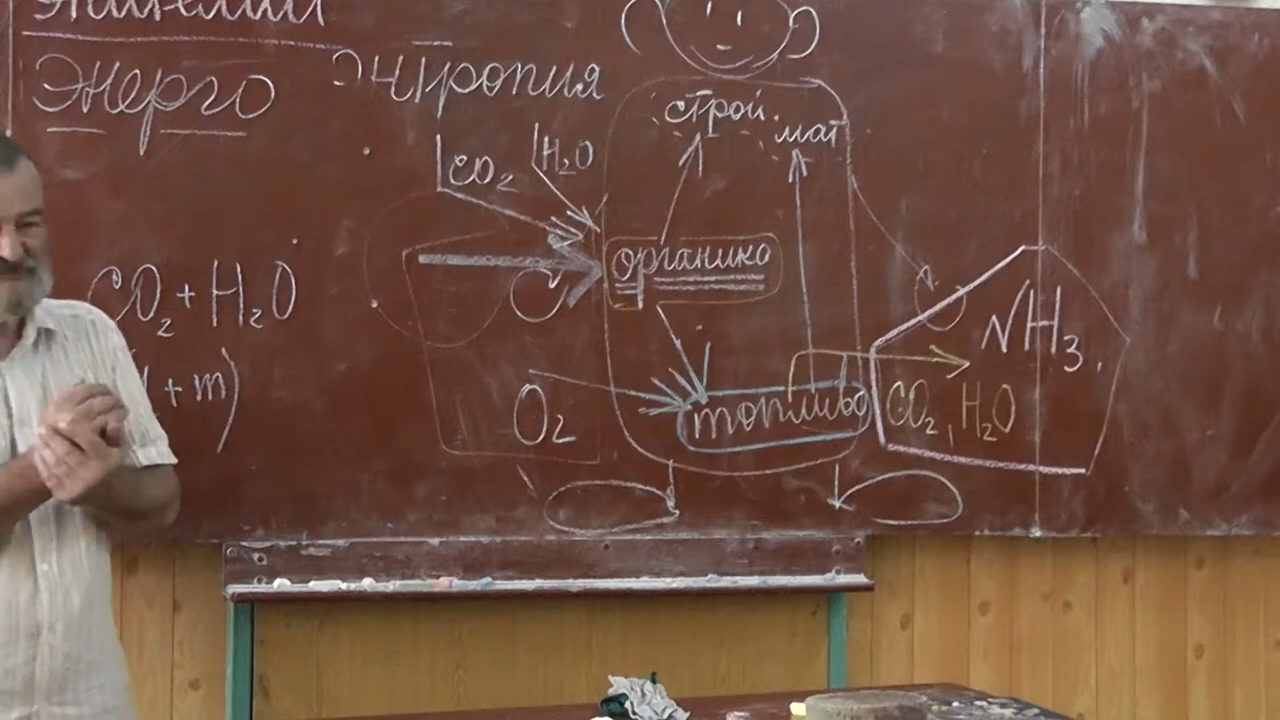 Энерго
Энтропия
строй.
мат
CO₂
H₂O
органика
CO₂ + H₂O
+ m)
NH₃.
O₂
топливо
CO₂, H₂O